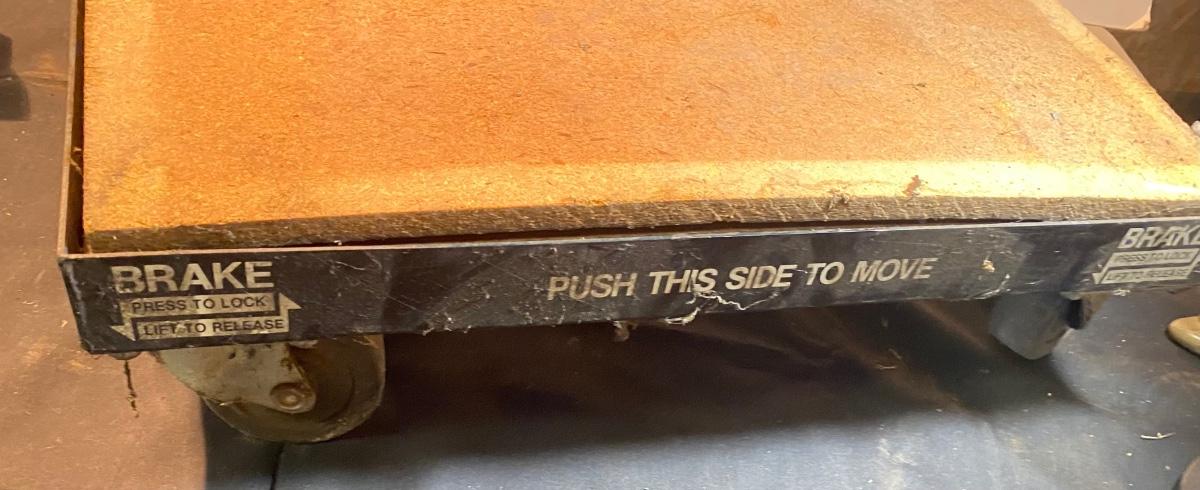 BRAKE
PRESS TO LOCK
LIFT TO RELEASE
PUSH THIS SIDE TO MOVE
BRAKE
PRESS TO LOCK
LIFT TO RELEASE